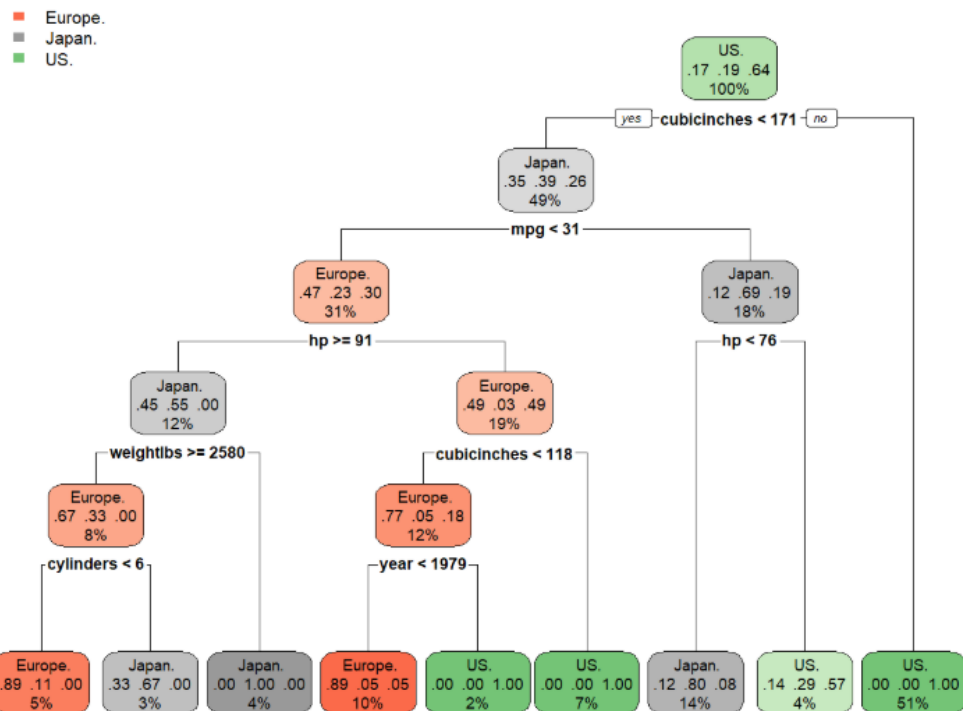 Europe.
Japan.
US.
US.
.17 .19 .64
100%
yes cubicinches < 171 no
Japan.
.35 .39 .26
49%
mpg < 31
Europe.
.47 .23 .30
31%
Japan.
.12 .69 .19
18%
hp >= 91
hp < 76
Japan.
.45 .55 .00
12%
Europe.
.49 .03 .49
19%
weightlbs >= 2580
cubicinches < 118
Europe.
.67 .33 .00
8%
Europe.
.77 .05 .18
12%
cylinders < 6
year < 1979
Europe.
.89 .11 .00
5%
Japan.
.33 .67 .00
3%
Japan.
.00 1.00 .00
4%
Europe.
.89 .05 .05
10%
US.
.00 .00 1.00
2%
US.
.00 .00 1.00
7%
Japan.
.12 .80 .08
14%
US.
.14 .29 .57
4%
US.
.00 .00 1.00
51%